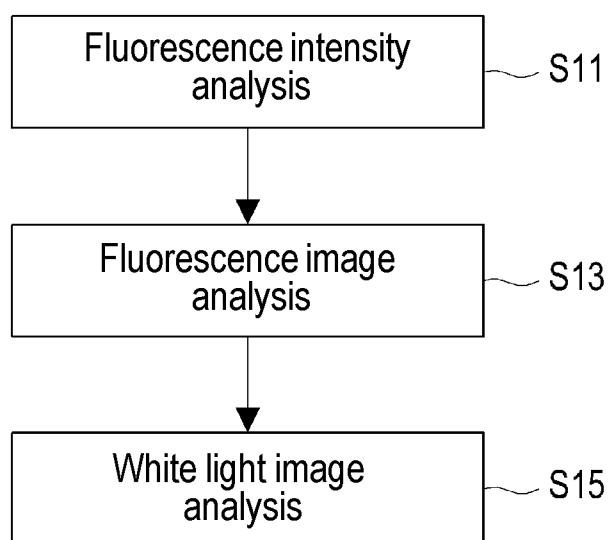 Fluorescence intensity
analysis
S11
Fluorescence image
analysis
S13
White light image
analysis
S15